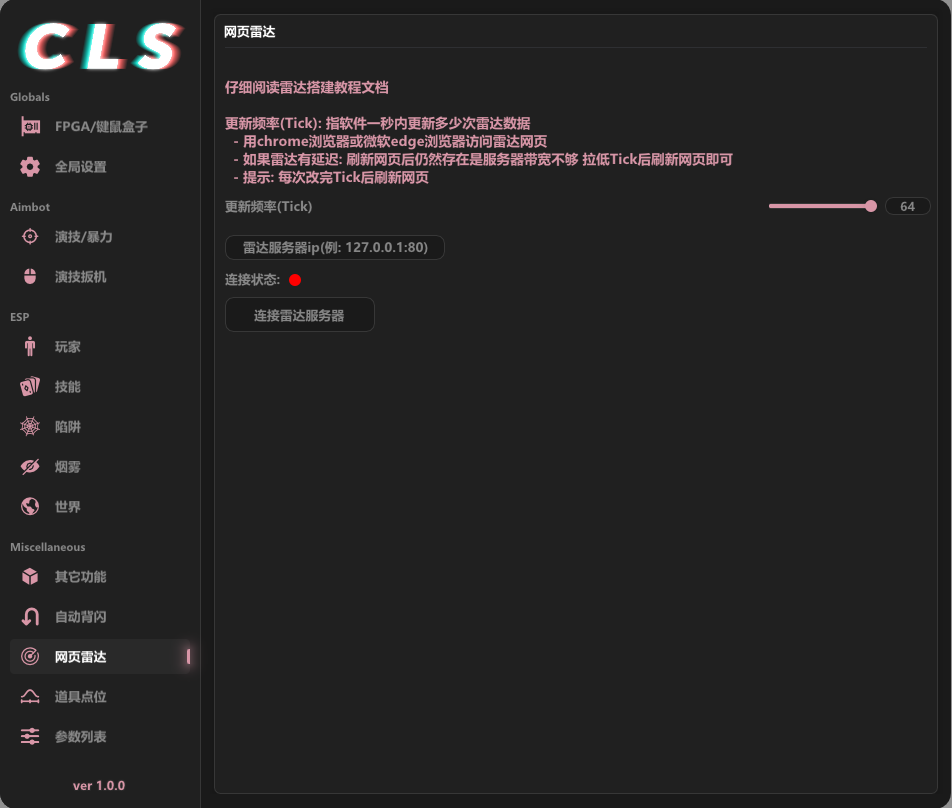 CLS
Globals
FPGA/键鼠盒子
全局设置
Aimbot
演技/暴力
演技扳机
ESP
玩家
技能
陷阱
烟雾
世界
Miscellaneous
其它功能
自动背闪
网页雷达
道具点位
参数列表
ver 1.0.0
网页雷达
仔细阅读雷达搭建教程文档
更新频率(Tick): 指软件一秒内更新多少次雷达数据
- 用chrome浏览器或微软edge浏览器访问雷达网页
- 如果雷达有延迟: 刷新网页后仍然存在是服务器带宽不够 拉低Tick后刷新网页即可
- 提示: 每次改完Tick后刷新网页
更新频率(Tick) 64
雷达服务器ip(例: 127.0.0.1:80)
连接状态:
连接雷达服务器